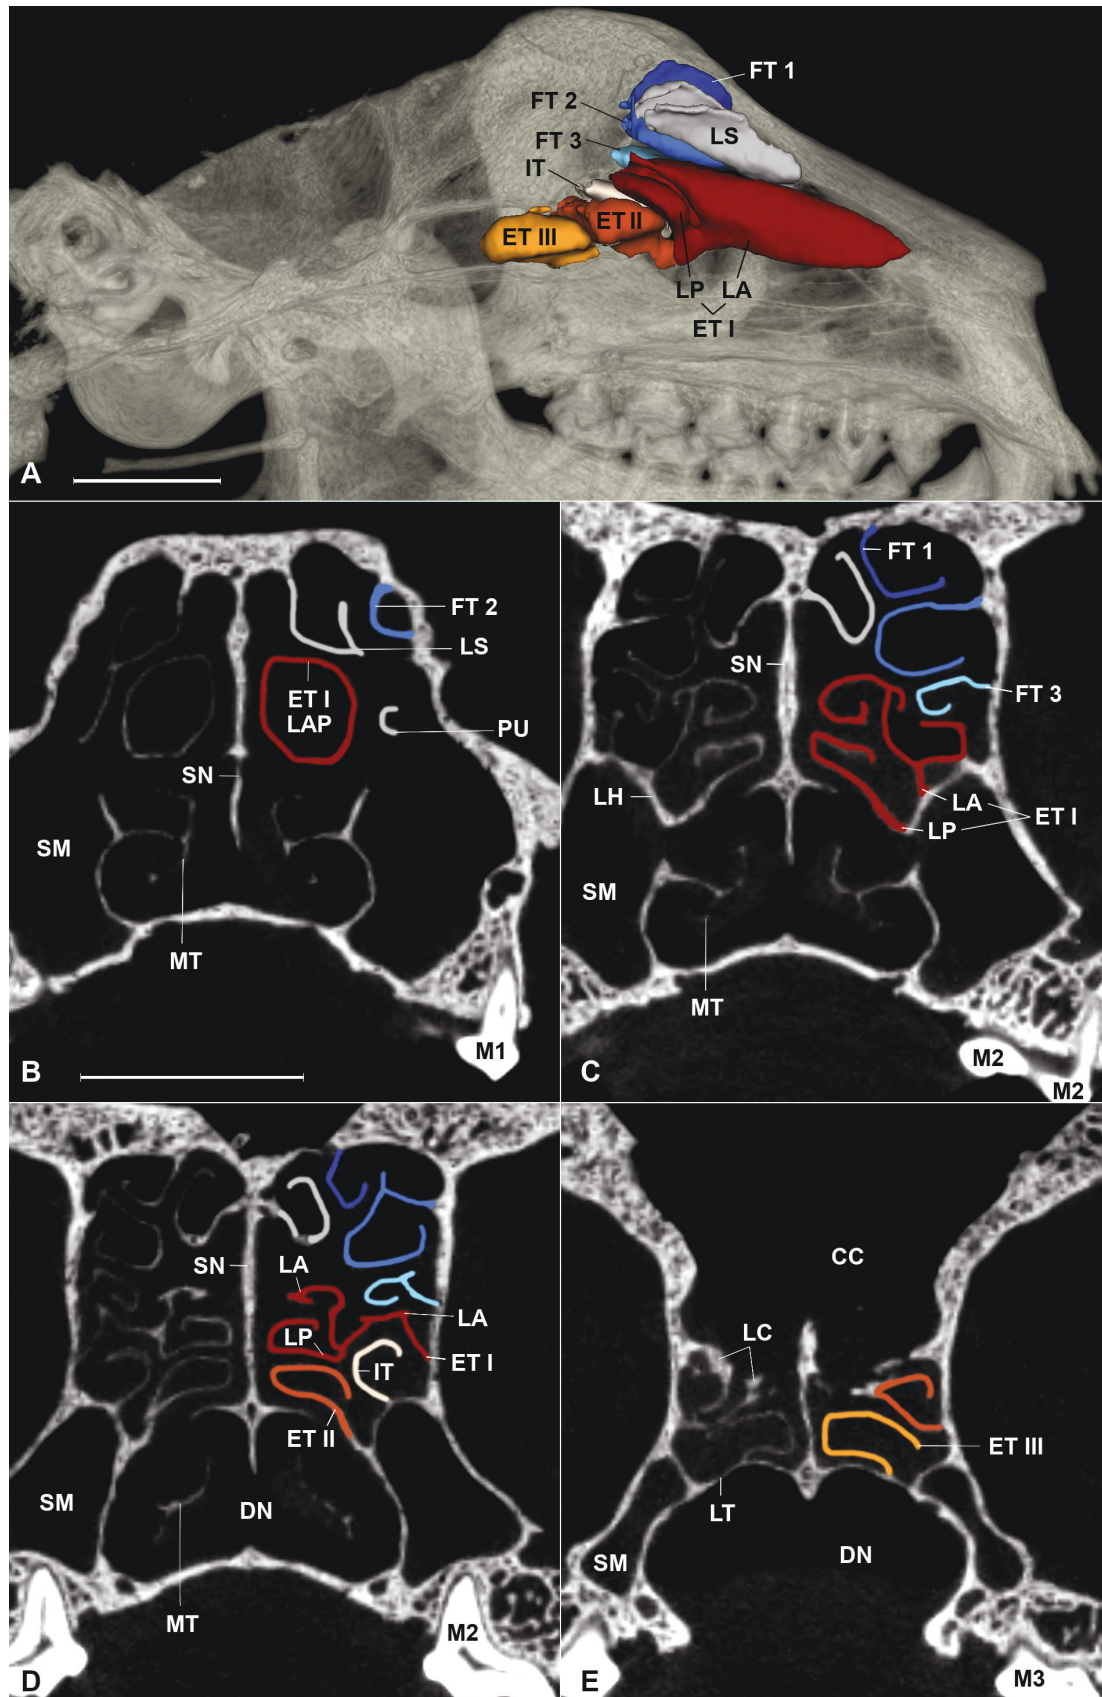 FT 1
FT 2
LS
FT 3
IT
ET II
ET III
LP LA
ET I
A
FT 2
LS
ET I
LAP
PU
SN
SM
MT
M1
B
FT 1
SN
FT 3
LH
LA
ET I
LP
SM
MT
M2
C
M2
SN
LA
LA
LP
IT
ET I
ET II
SM
DN
MT
M2
D
CC
LC
ET III
LT
DN
SM
M3
E